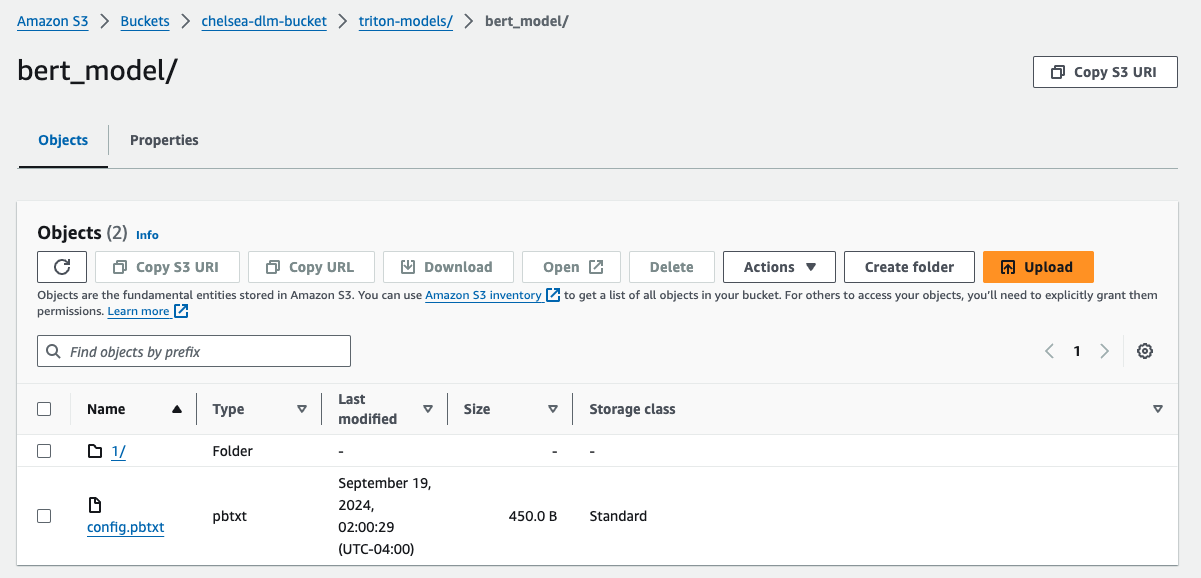 Amazon S3 > Buckets > chelsea-dlm-bucket > triton-models/ > bert_model/
bert_model/
Copy S3 URI
Objects Properties
Objects (2) Info
Copy S3 URI Copy URL Download Open Delete Actions Create folder Upload
Objects are the fundamental entities stored in Amazon S3. You can use Amazon S3 inventory to get a list of all objects in your bucket. For others to access your objects, you'll need to explicitly grant them
permissions. Learn more
Find objects by prefix
1
Name Type Last modified Size Storage class
1/ Folder - - -
config.pbtxt pbtxt September 19, 2024, 02:00:29 (UTC-04:00) 450.0 B Standard